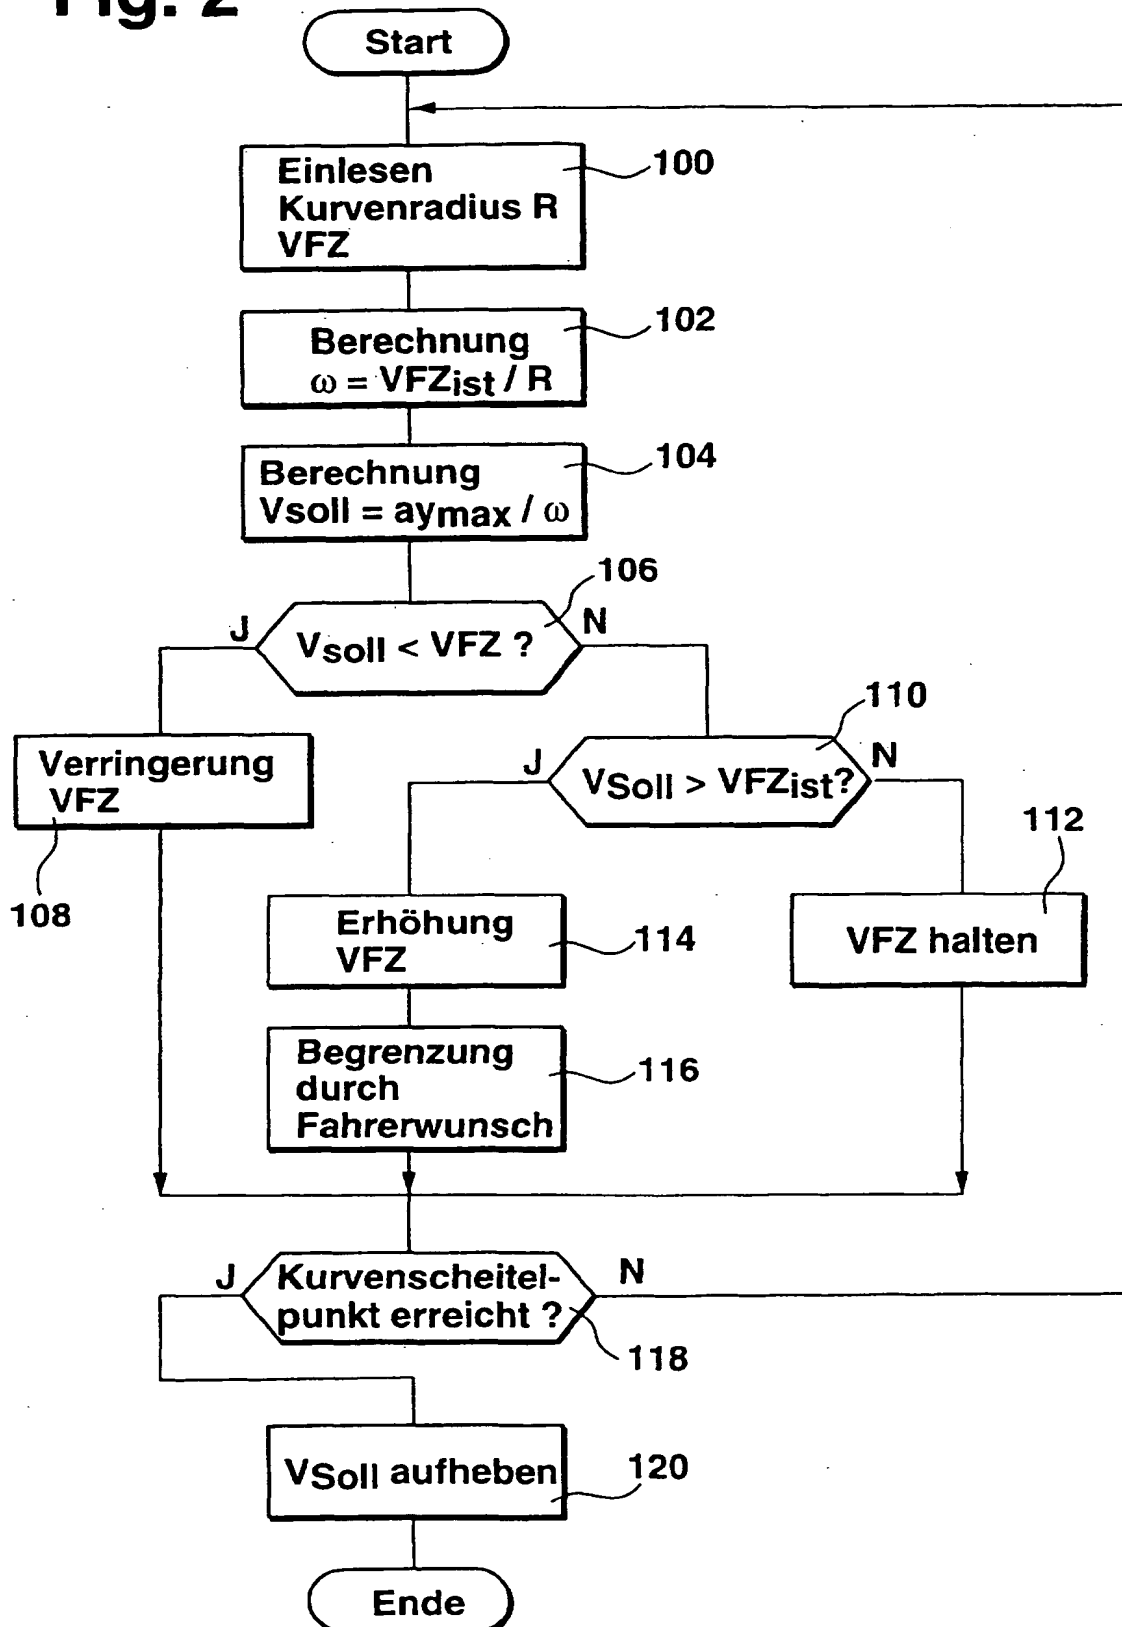 Fig. 2
Start
Einlesen
Kurvenradius R
VFZ
100
Berechnung
ω = VFZist / R
102
Berechnung
Vsoll = aymax / ω
104
106
J
Vsoll < VFZ ?
N
110
Verringerung
VFZ
108
J
VSoll > VFZist?
N
112
Erhöhung
VFZ
114
VFZ halten
Begrenzung
durch
Fahrerwunsch
116
J
Kurvenscheitel-
punkt erreicht ?
N
118
VSoll aufheben
120
Ende